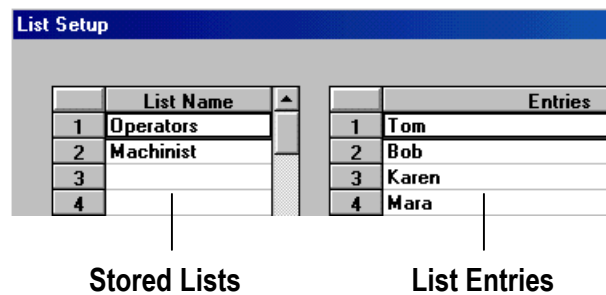 List Setup
List Name Entries
1 Operators 1 Tom
2 Machinist 2 Bob
3 3 Karen
4 4 Mara
Stored Lists List Entries